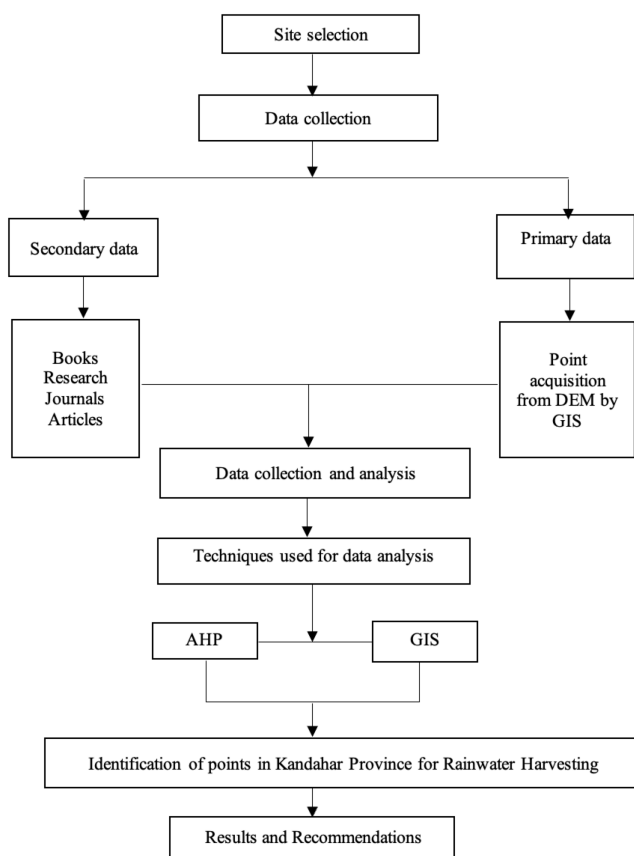 Site selection
Data collection
Secondary data
Primary data
Books
Research
Journals
Articles
Point
acquisition
from DEM by
GIS
Data collection and analysis
Techniques used for data analysis
AHP
GIS
Identification of points in Kandahar Province for Rainwater Harvesting
Results and Recommendations